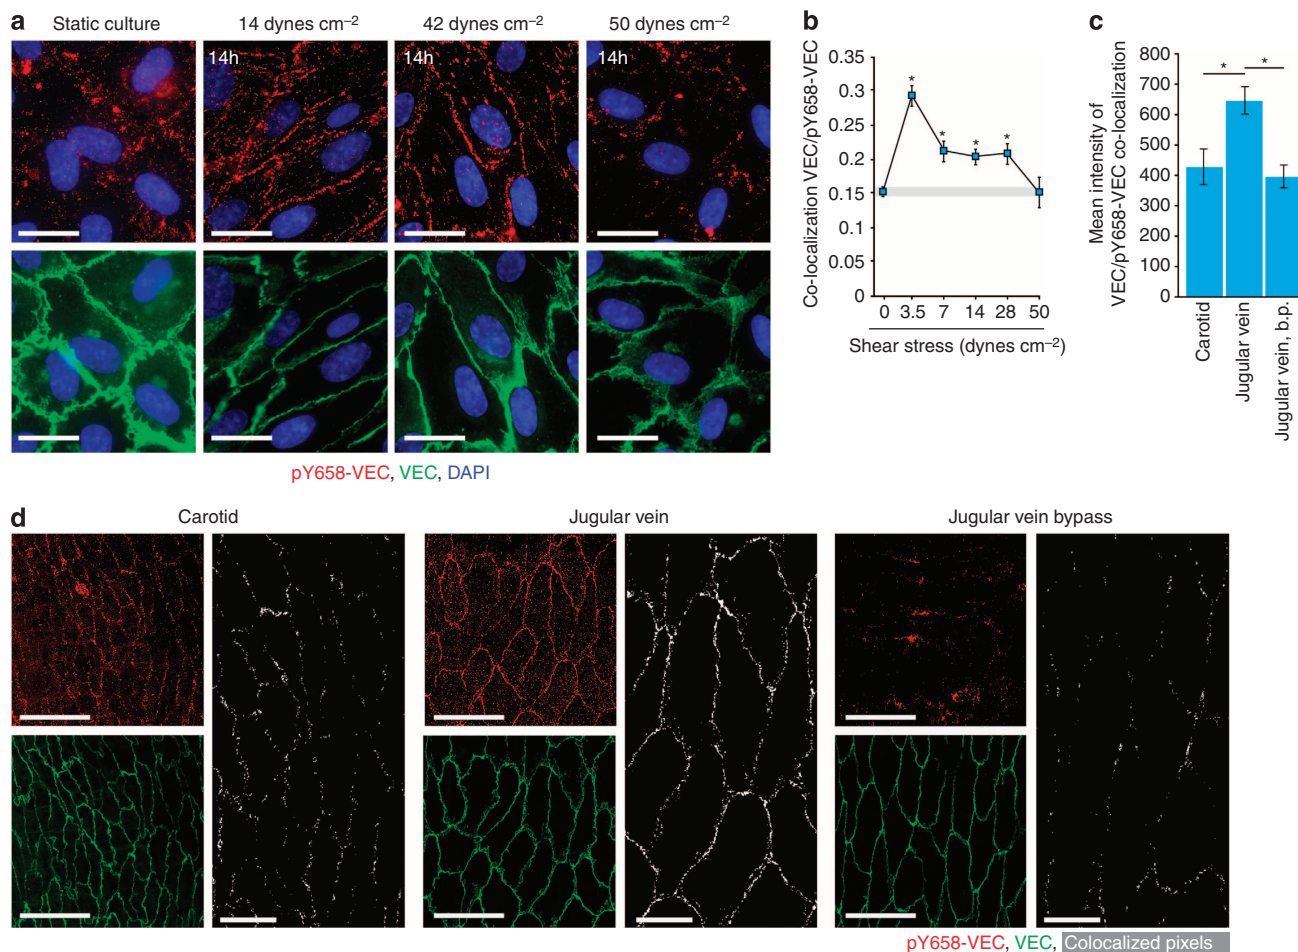 a
Static culture
14 dynes cm⁻²
42 dynes cm⁻²
50 dynes cm⁻²
14h
14h
14h
pY658-VEC, VEC, DAPI
b
Co-localization VEC/pY658-VEC
0.35
0.3
0.25
0.2
0.15
0.1
0.05
0
*
*
*
*
0 3.5 7 14 28 50
Shear stress (dynes cm⁻²)
c
Mean intensity of
VEC/pY658-VEC co-localization
800
700
600
500
400
300
200
100
0
*
*
Carotid
Jugular vein
Jugular vein, b.p.
d
Carotid
Jugular vein
Jugular vein bypass
pY658-VEC, VEC, Colocalized pixels